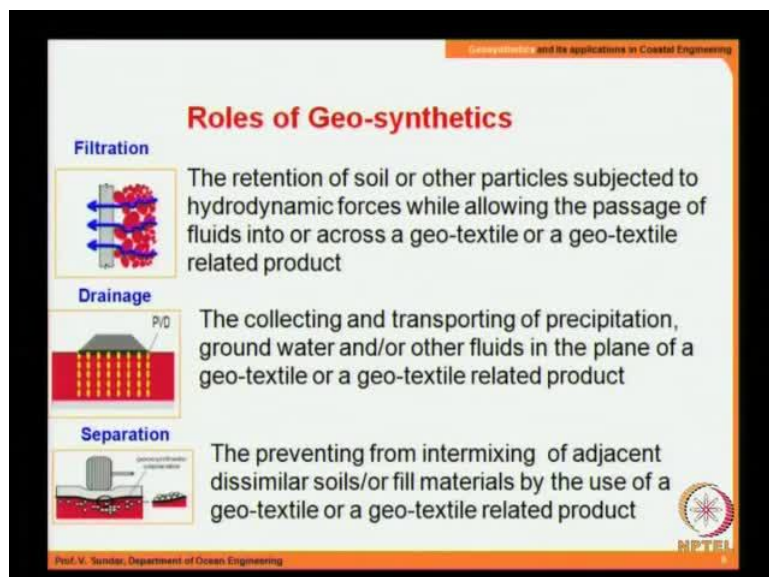 Geosynthetics and its applications in Coastal Engineering
Roles of Geo-synthetics
Filtration
The retention of soil or other particles subjected to
hydrodynamic forces while allowing the passage of
fluids into or across a geo-textile or a geo-textile
related product
Drainage
PVD
The collecting and transporting of precipitation,
ground water and/or other fluids in the plane of a
geo-textile or a geo-textile related product
Separation
The preventing from intermixing of adjacent
dissimilar soils/or fill materials by the use of a
geo-textile or a geo-textile related product
NPTEL
Prof. V. Sundar, Department of Ocean Engineering